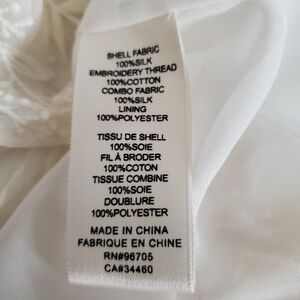 SHELL FABRIC
100%SILK
EMBROIDERY THREAD
100%COTTON
COMBO FABRIC
100%SILK
LINING
100%POLYESTER
TISSU DE SHELL
100%SOIE
FIL À BRODER
100%COTON
TISSUE COMBINE
100%SOIE
DOUBLURE
100%POLYESTER
MADE IN CHINA
FABRIQUE EN CHINE
RN#96705
CA#34460